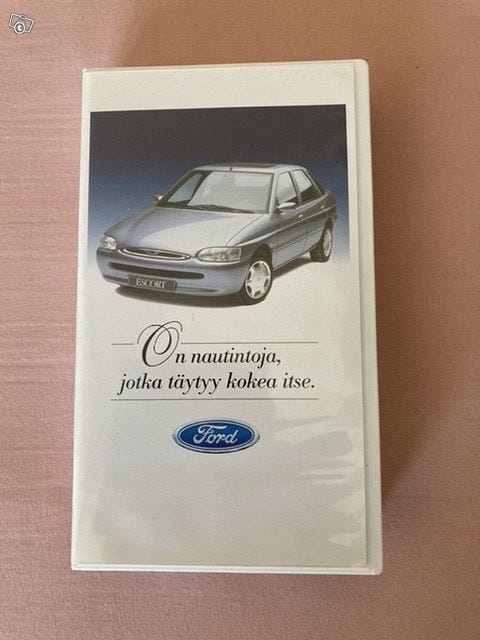 ESCORT
On nautintoja,
jotka täytyy kokea itse.
Ford